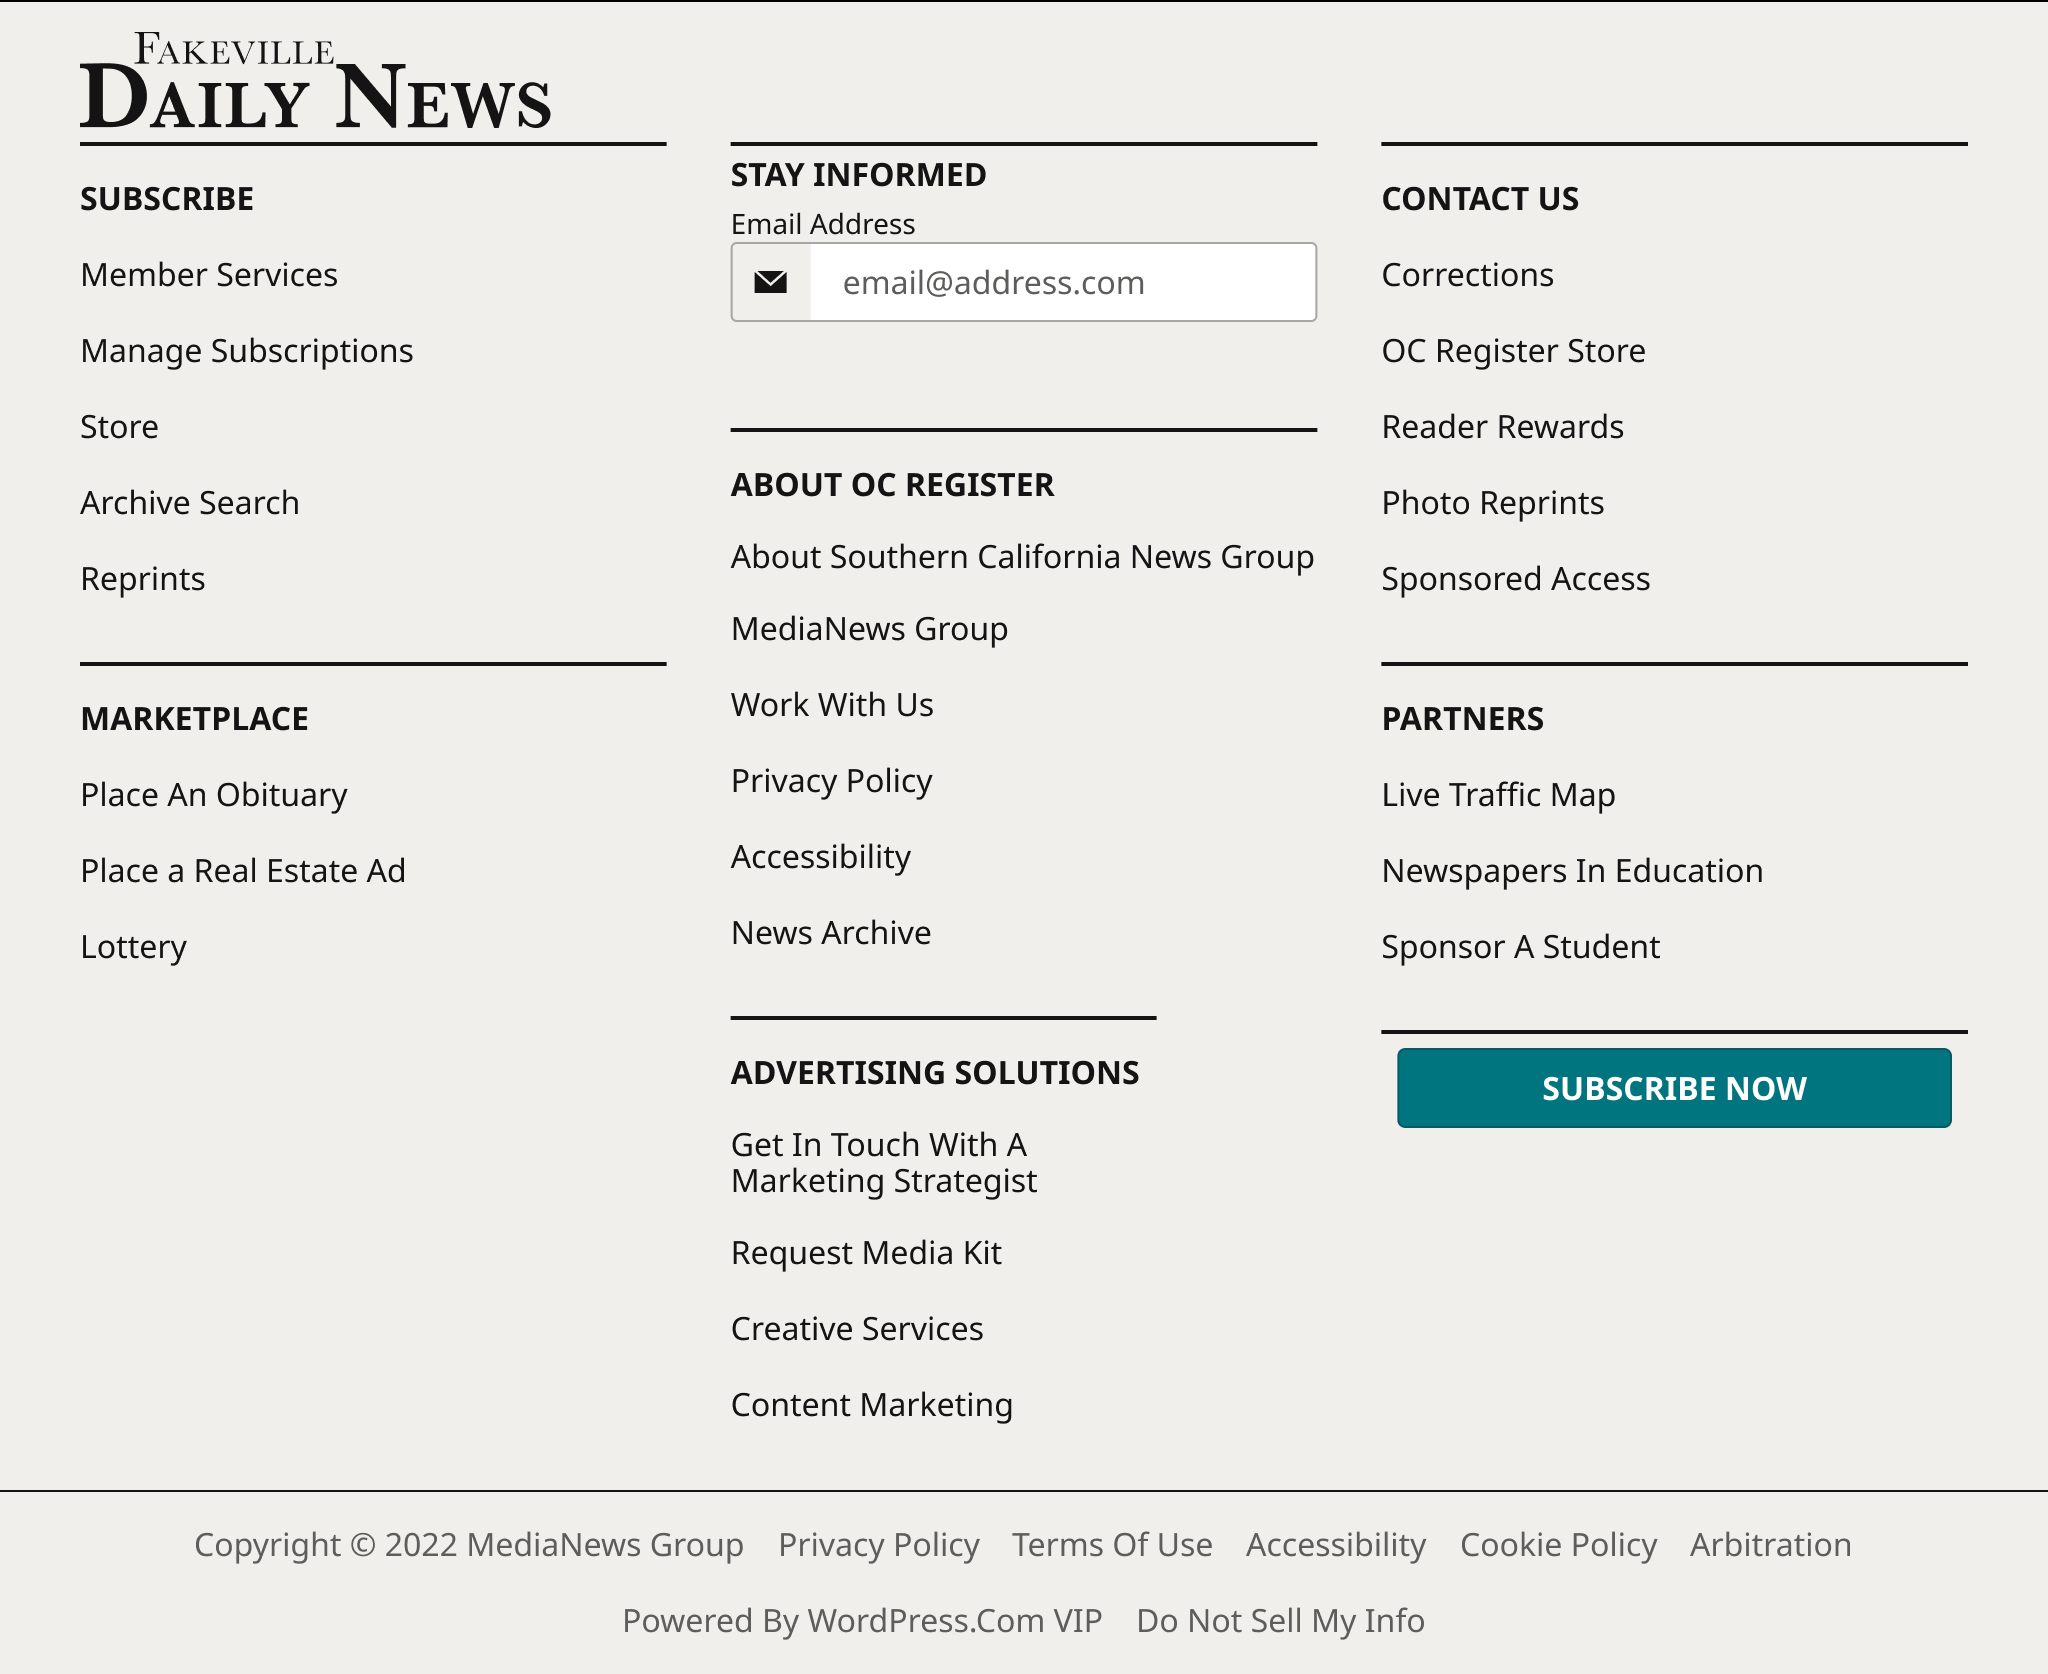 FAKEVILLE
DAILY NEWS
SUBSCRIBE
Member Services
Manage Subscriptions
Store
Archive Search
Reprints
MARKETPLACE
Place An Obituary
Place a Real Estate Ad
Lottery
STAY INFORMED
Email Address
email@address.com
ABOUT OC REGISTER
About Southern California News Group
MediaNews Group
Work With Us
Privacy Policy
Accessibility
News Archive
ADVERTISING SOLUTIONS
Get In Touch With A
Marketing Strategist
Request Media Kit
Creative Services
Content Marketing
CONTACT US
Corrections
OC Register Store
Reader Rewards
Photo Reprints
Sponsored Access
PARTNERS
Live Traffic Map
Newspapers In Education
Sponsor A Student
SUBSCRIBE NOW
Copyright © 2022 MediaNews Group Privacy Policy Terms Of Use Accessibility Cookie Policy Arbitration
Powered By WordPress.Com VIP Do Not Sell My Info